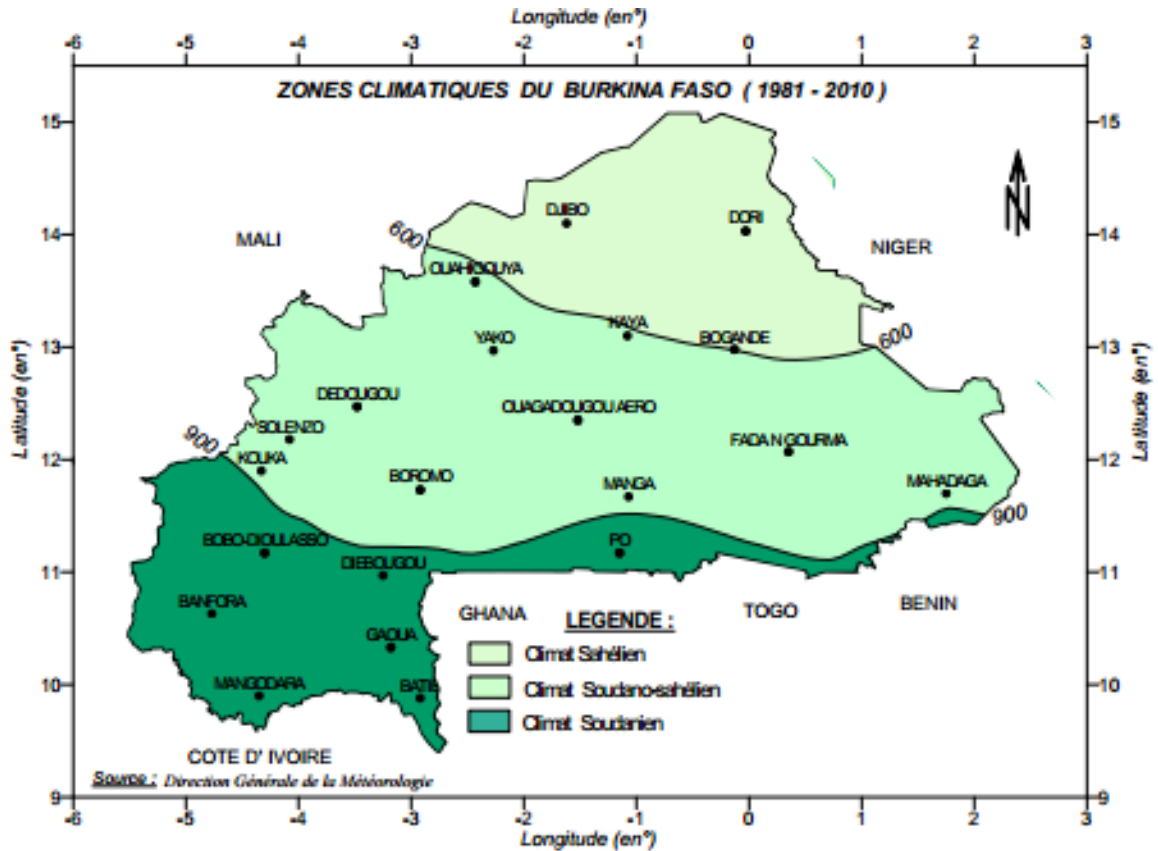 Longitude (en°)
-6 -5 -4 -3 -2 -1 0 1 2 3
ZONES CLIMATIQUES DU BURKINA FASO ( 1981 - 2010 )
15 15
DJIBO DORI
14 MALI 600 NIGER 14
OUAHIGOUYA
YAKO KAYA BOGANDE 600
13 13
DEDOUGOU OUAGADOUGOU AERO
SOLENZO FADA N GOURMA
900 KOUKA
12 12
BOROMO MANGA MAHADAGA
900
BOBO-DIOULASSO PO
DIEBOUGOU
11 11
BANFORA GHANA TOGO BENIN
LEGENDE :
GAOUA Climat Sahélien
MANGODARA BATIE Climat Soudano-sahélien
10 10
Climat Soudanien
COTE D' IVOIRE
Source : Direction Générale de la Météorologie
9 9
-6 -5 -4 -3 -2 -1 0 1 2 3
Longitude (en°)
Latitude (en°)
Latitude (en°)